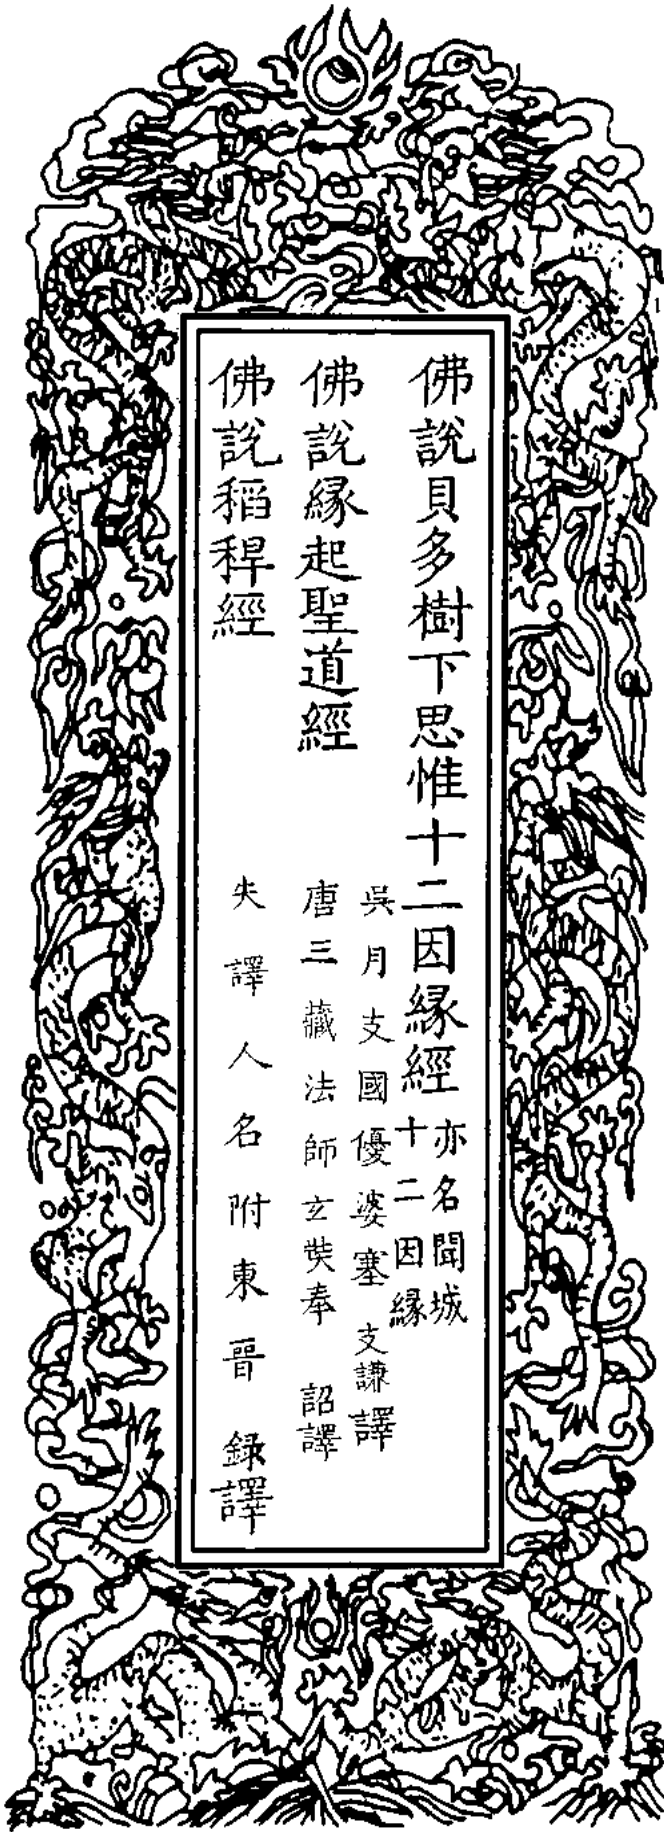 佛說貝多樹下思惟十二因緣經
亦名聞城
十二因緣
吳月支國優婆塞支謙譯
佛說緣起聖道經
唐三藏法師玄奘奉 詔譯
佛說稻稈經
失譯人名附東晉錄譯